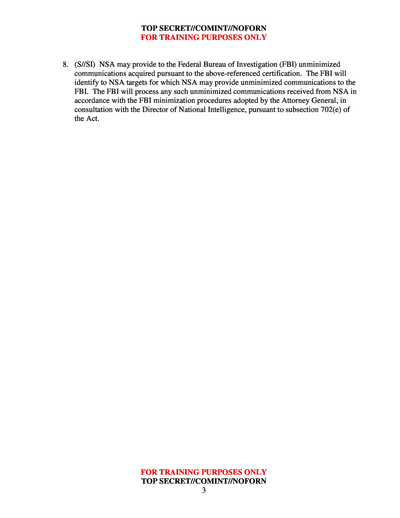 TOP SECRET//COMINT//NOFORN
FOR TRAINING PURPOSES ONLY
8. (S//SI) NSA may provide to the Federal Bureau of Investigation (FBI) unminimized
communications acquired pursuant to the above-referenced certification. The FBI will
identify to NSA targets for which NSA may provide unminimized communications to the
FBI. The FBI will process any such unminimized communications received from NSA in
accordance with the FBI minimization procedures adopted by the Attorney General, in
consultation with the Director of National Intelligence, pursuant to subsection 702(e) of
the Act.
FOR TRAINING PURPOSES ONLY
TOP SECRET//COMINT//NOFORN
3